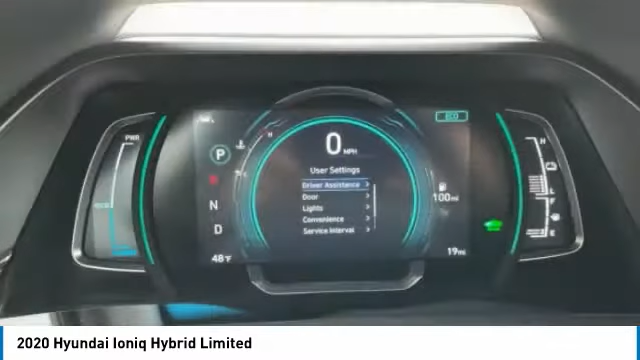 PWR
ECO
P
N
D
48°F
H
0 MPH
User Settings
Driver Assistance >
Door >
Lights >
Convenience >
Service Interval >
ECO
100mi
19mi
H
L
F
E
2020 Hyundai Ioniq Hybrid Limited